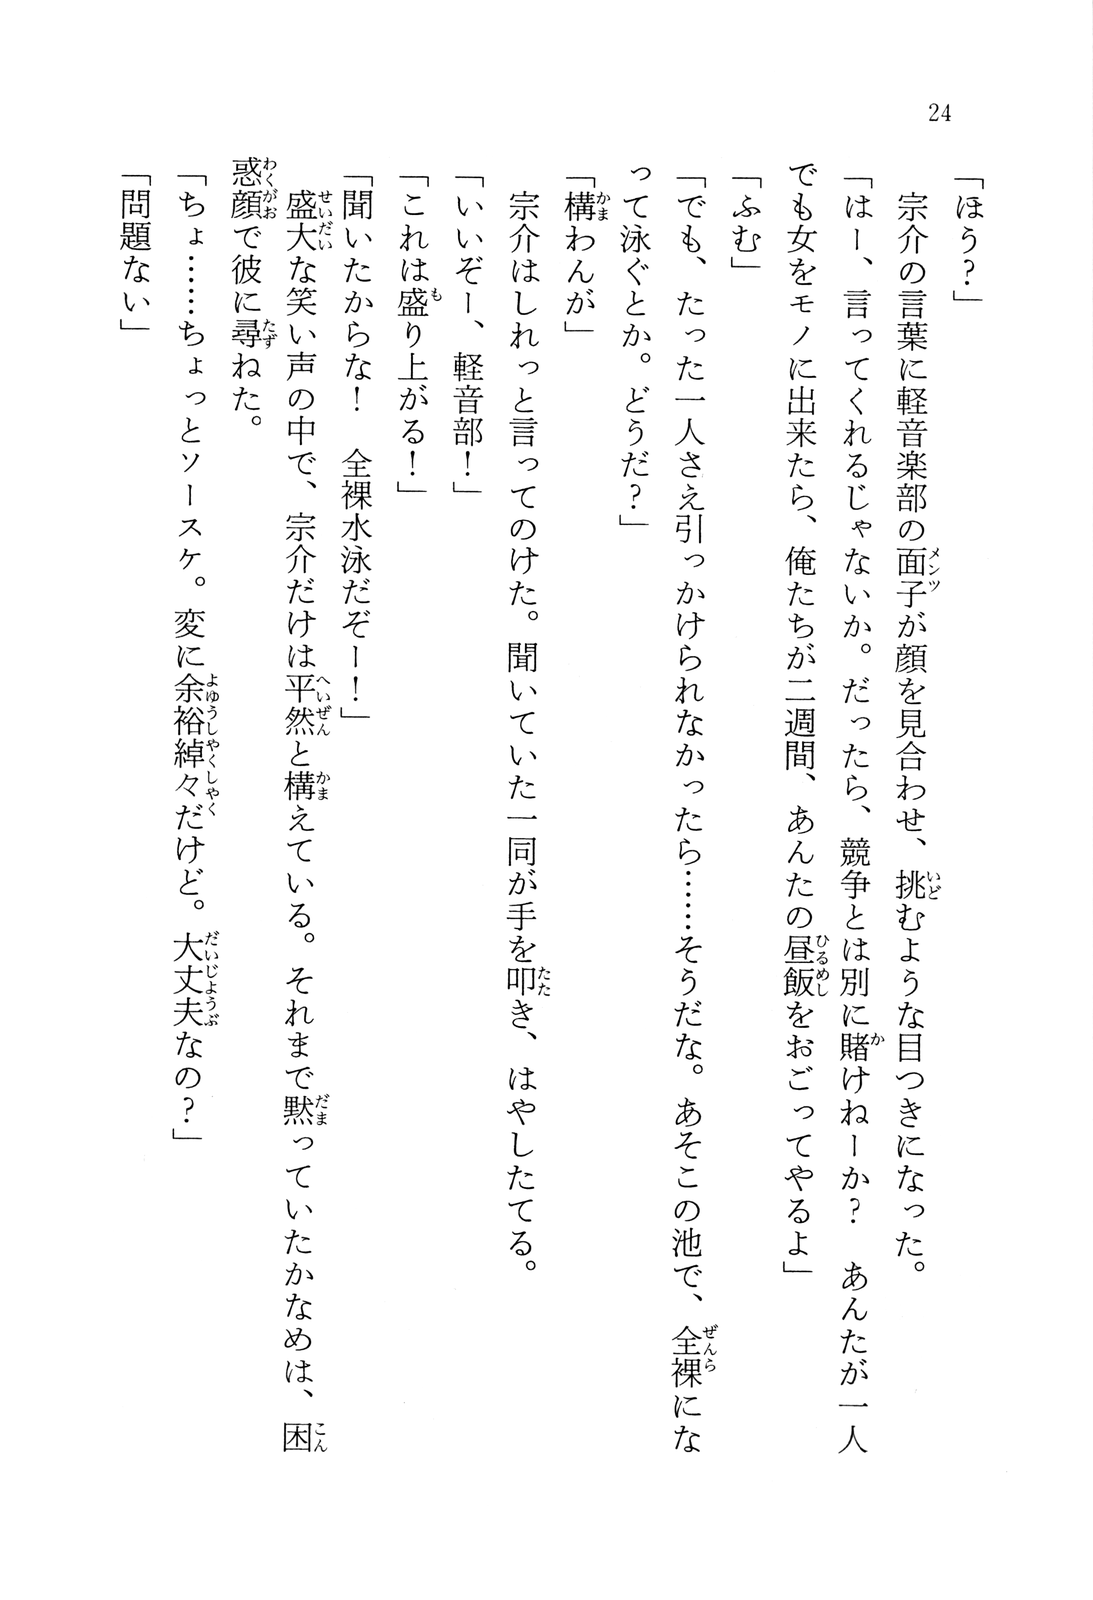 24
「ほう？」
　宗介の言葉に軽音楽部の面子が顔を見合わせ、挑むような目つきになった。
「はー、言ってくれるじゃないか。だったら、競争とは別に賭けねーか？　あんたが一人
でも女をモノに出来たら、俺たちが二週間、あんたの昼飯をおごってやるよ」
「ふむ」
「でも、たった一人さえ引っかけられなかったら……そうだな。あそこの池で、全裸にな
って泳ぐとか。どうだ？」
「構わんが」
　宗介はしれっと言ってのけた。聞いていた一同が手を叩き、はやしたてる。
「いいぞー、軽音部！」
「これは盛り上がる！」
「聞いたからな！　全裸水泳だぞー！」
　盛大な笑い声の中で、宗介だけは平然と構えている。それまで黙っていたかなめは、困
惑顔で彼に尋ねた。
「ちょ……ちょっとソースケ。変に余裕綽々だけど。大丈夫なの？」
「問題ない」